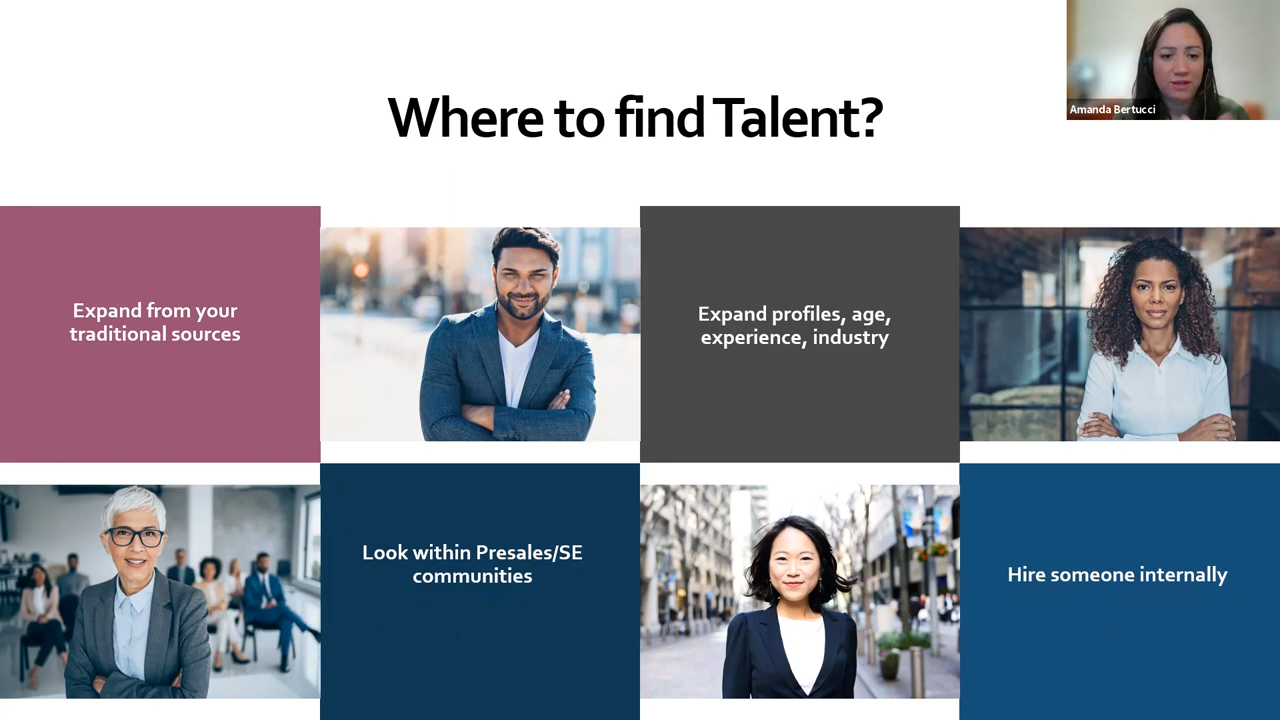 Where to find Talent?
Amanda Bertucci
Expand from your
traditional sources
Expand profiles, age,
experience, industry
Look within Presales/SE
communities
Hire someone internally